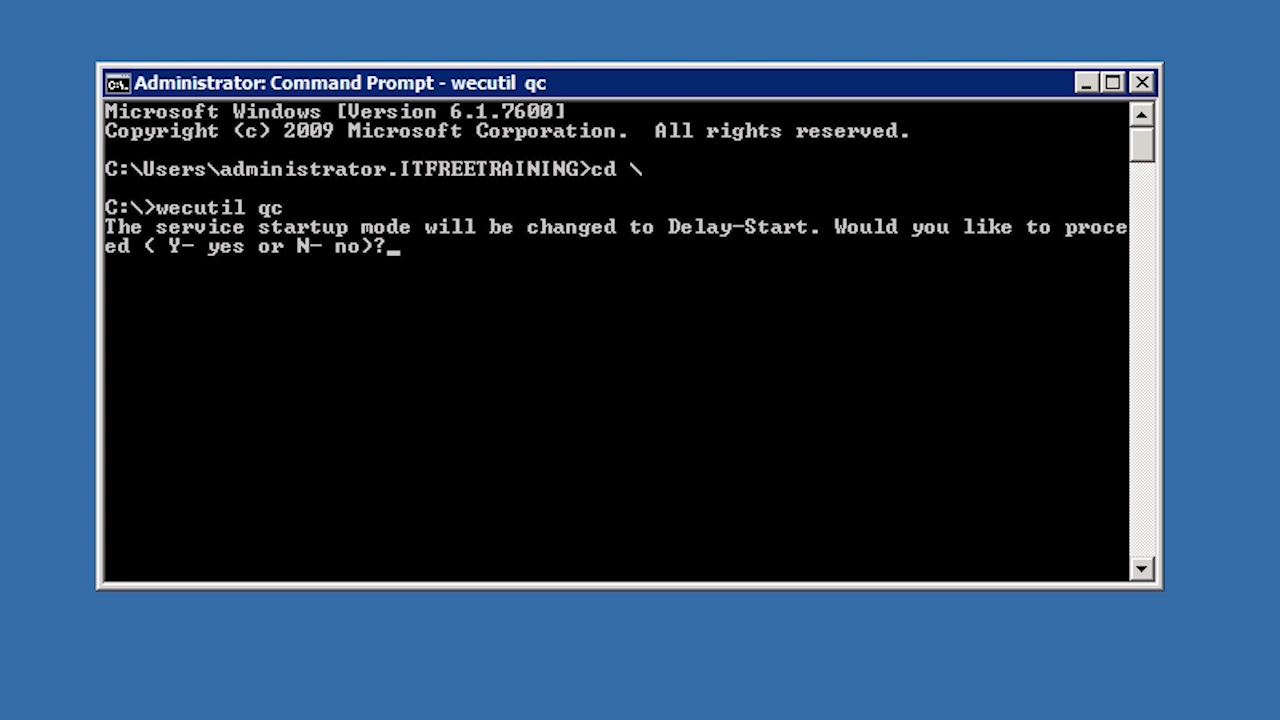 Administrator: Command Prompt - wecutil qc
Microsoft Windows [Version 6.1.7600]
Copyright (c) 2009 Microsoft Corporation.  All rights reserved.
C:\Users\administrator.ITFREETRAINING>cd \
C:\>wecutil qc
The service startup mode will be changed to Delay-Start. Would you like to proce
ed ( Y- yes or N- no)?_